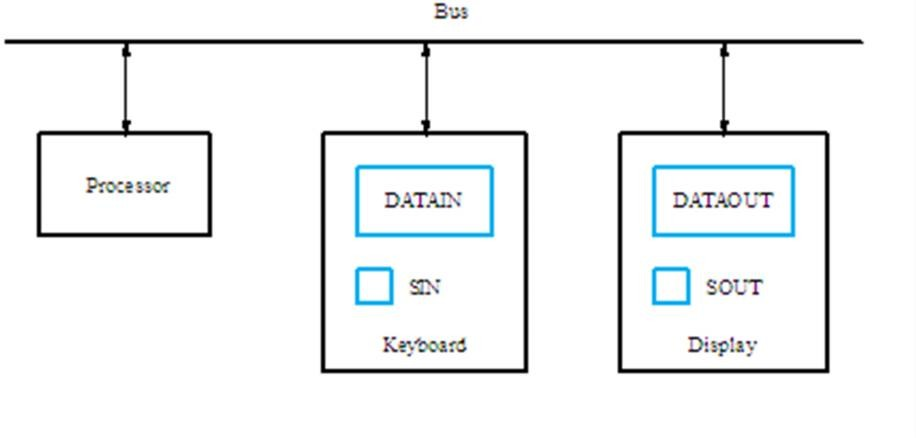 Bus
Processor
DATAIN
DATAOUT
SIN
SOUT
Keyboard
Display